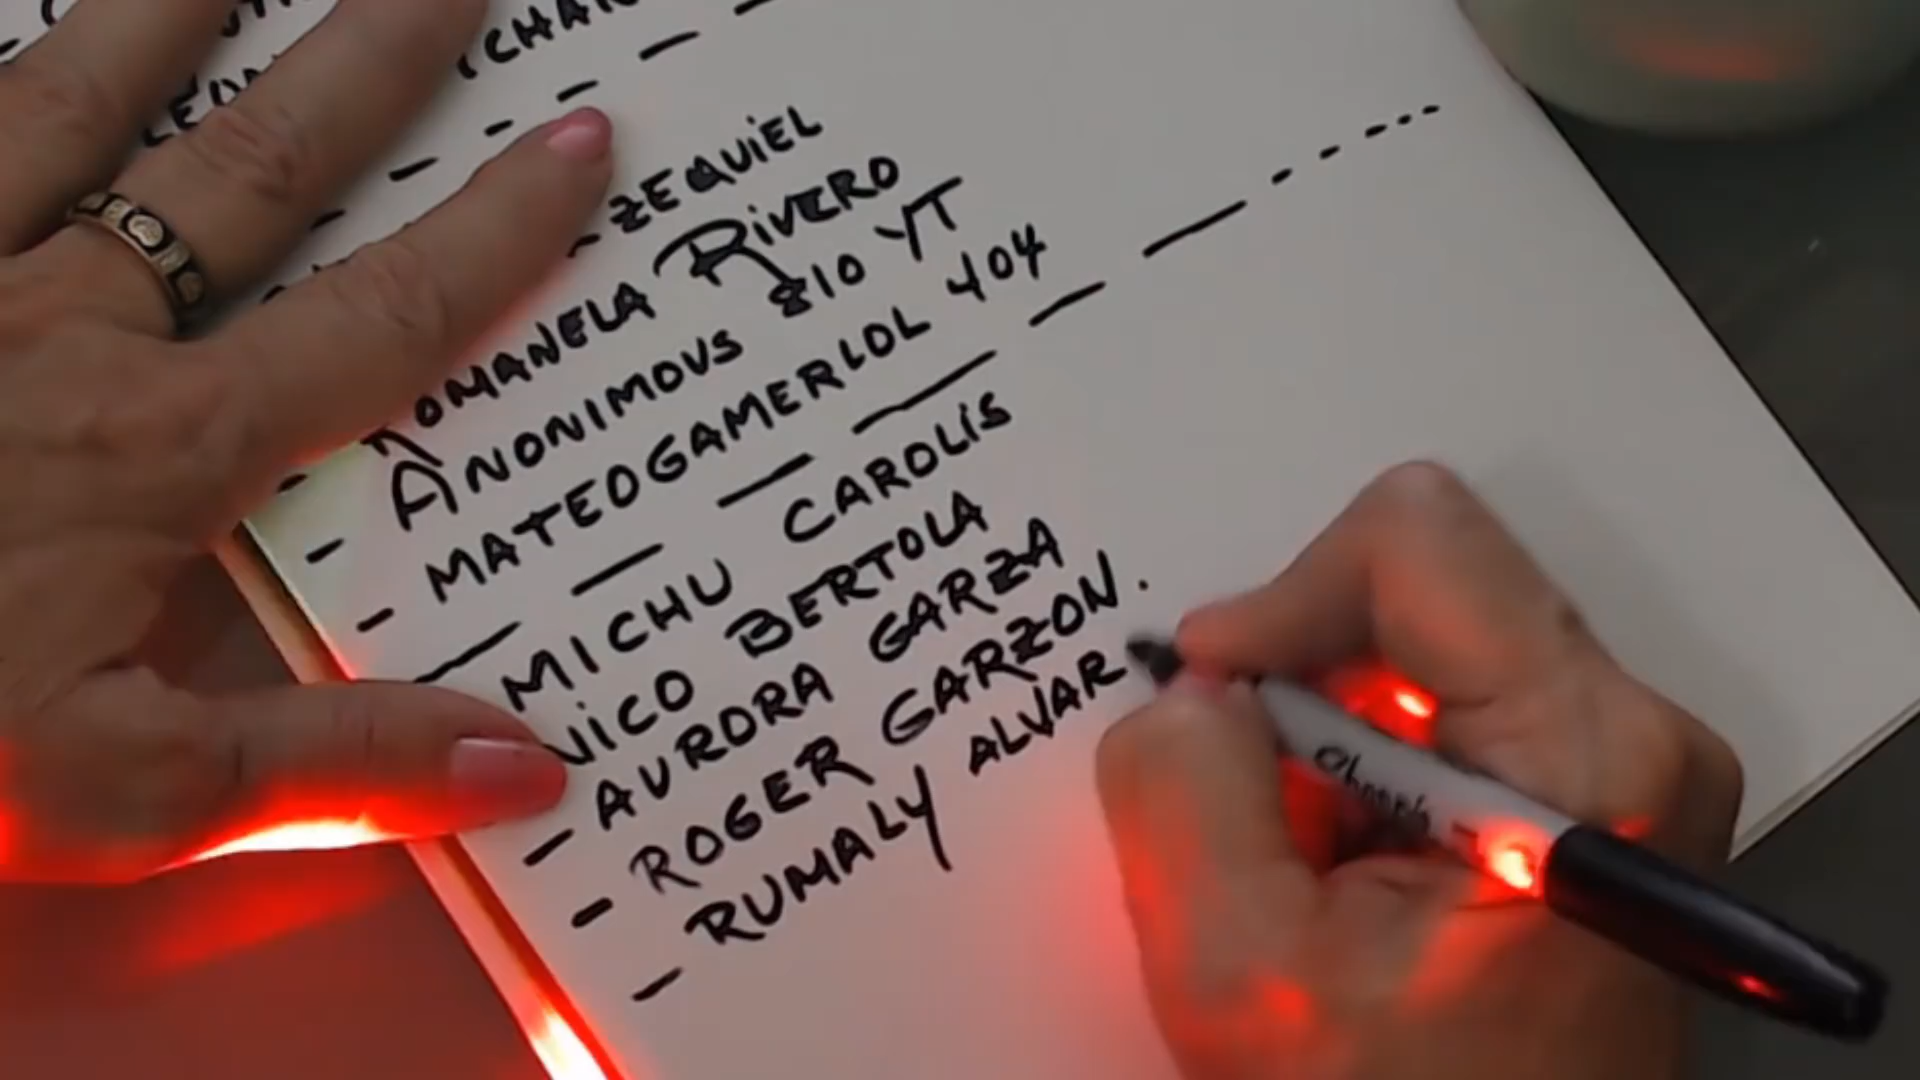 EZEQUIEL
ROMANELA RIVERO
- ANONIMOUS 810 YT
- MATEOGAMERLOL 404
MICHU CAROLIS
NICO BERTOLA
- AURORA GARZA
- ROGER GARZON.
- RUMALY ALVAR